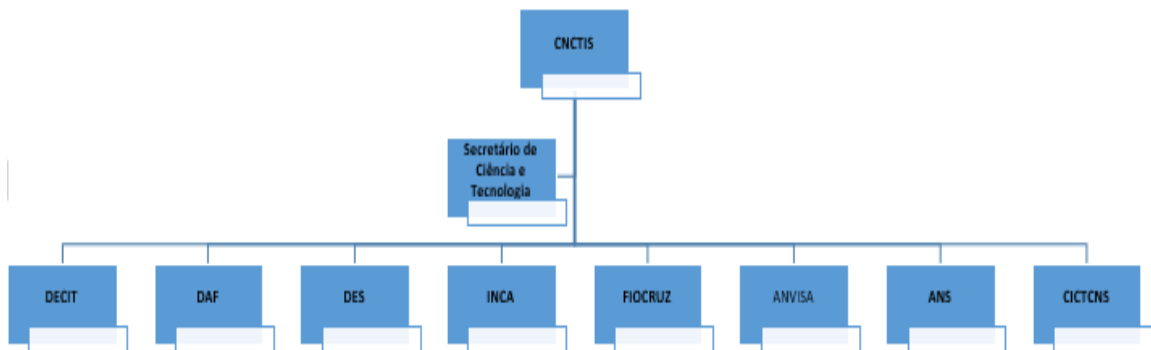 CNCTIS
Secretário de
Ciência e
Tecnologia
DECIT
DAF
DES
INCA
FIOCRUZ
ANVISA
ANS
CICTCNS